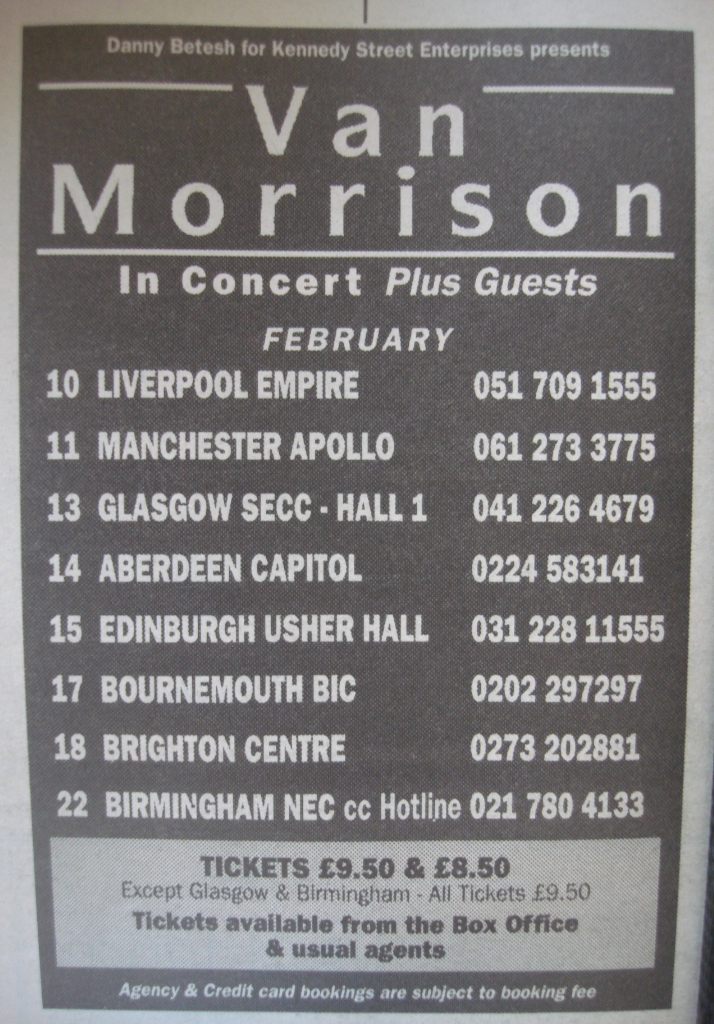 Danny Betesh for Kennedy Street Enterprises presents
Van
Morrison
In Concert Plus Guests
FEBRUARY
10 LIVERPOOL EMPIRE 051 709 1555
11 MANCHESTER APOLLO 061 273 3775
13 GLASGOW SECC - HALL 1 041 226 4679
14 ABERDEEN CAPITOL 0224 583141
15 EDINBURGH USHER HALL 031 228 11555
17 BOURNEMOUTH BIC 0202 297297
18 BRIGHTON CENTRE 0273 202881
22 BIRMINGHAM NEC cc Hotline 021 780 4133
TICKETS £9.50 & £8.50
Except Glasgow & Birmingham - All Tickets £9.50
Tickets available from the Box Office
& usual agents
Agency & Credit card bookings are subject to booking fee